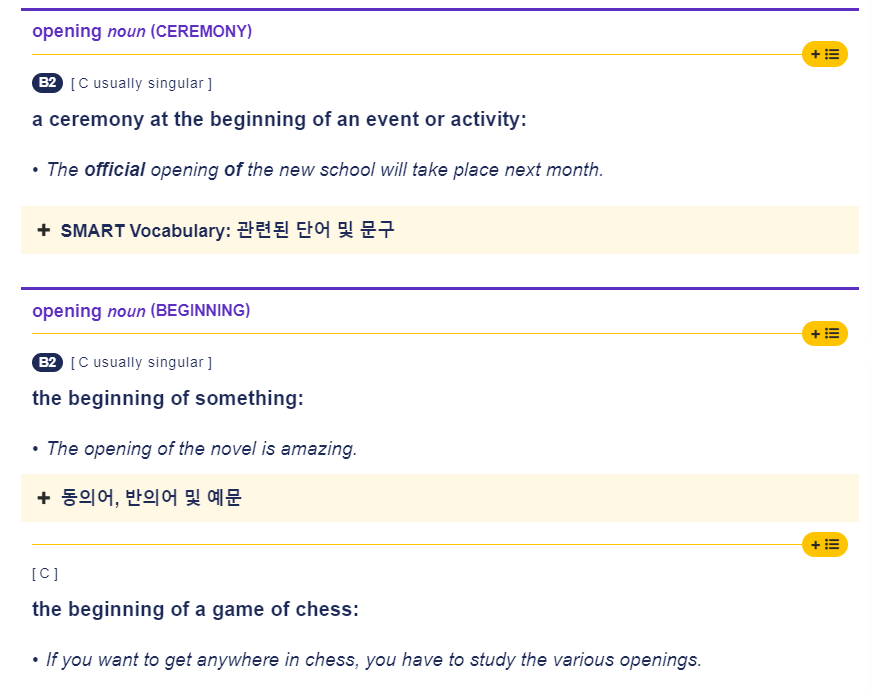 opening noun (CEREMONY)
B2 [ C usually singular ]
a ceremony at the beginning of an event or activity:
• The official opening of the new school will take place next month.
+ SMART Vocabulary: 관련된 단어 및 문구
opening noun (BEGINNING)
B2 [ C usually singular ]
the beginning of something:
• The opening of the novel is amazing.
+ 동의어, 반의어 및 예문
[ C ]
the beginning of a game of chess:
• If you want to get anywhere in chess, you have to study the various openings.